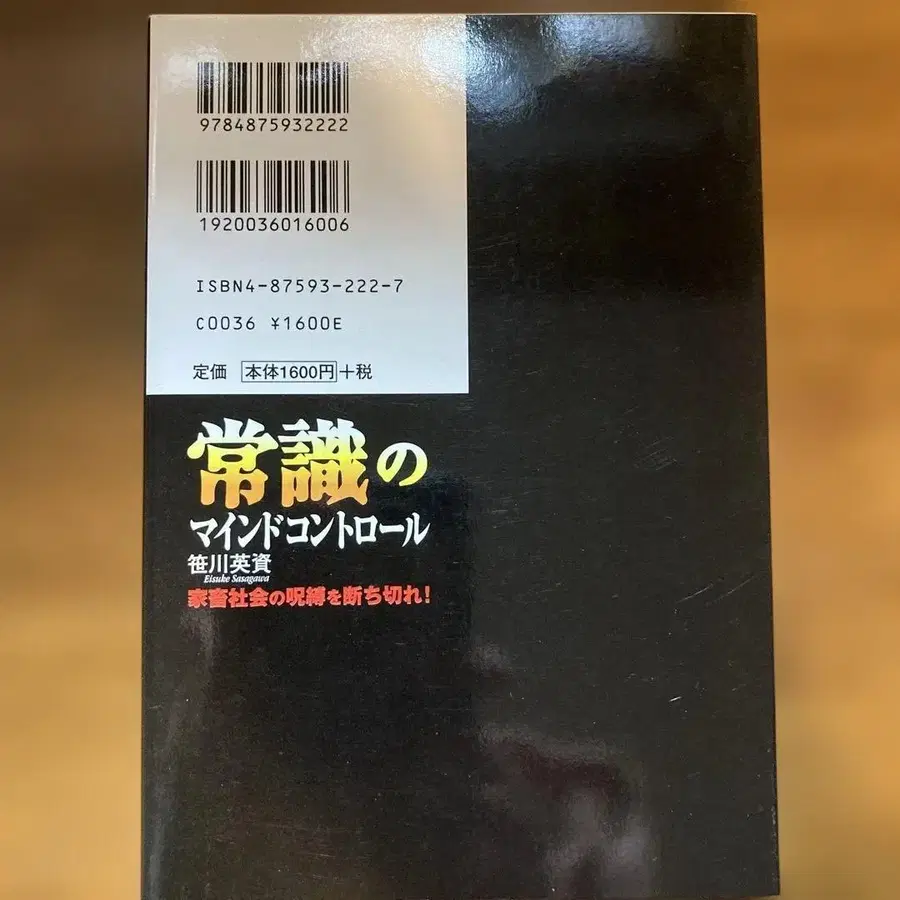 9784875932222
1920036016006
ISBN4-87593-222-7
C0036 ¥1600E
定価 本体1600円+税
常識の
マインドコントロール
笹川英資
Eisuke Sasagawa
家畜社会の呪縛を断ち切れ!